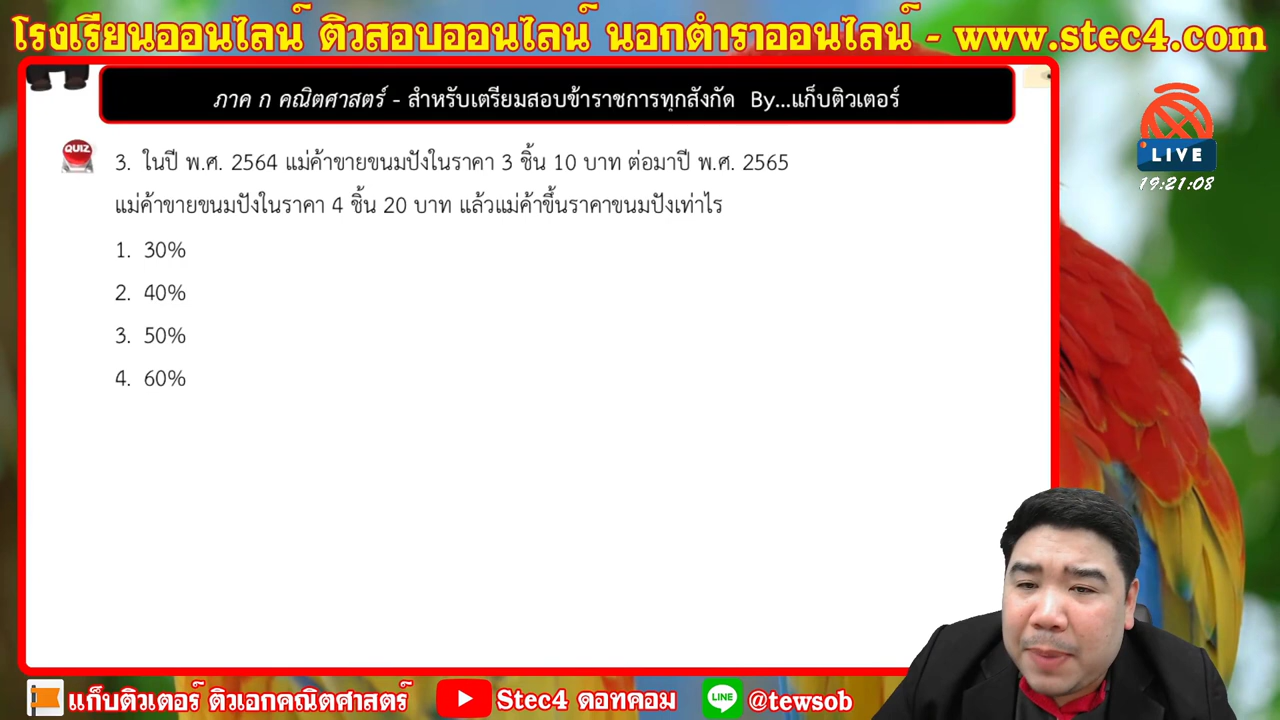 โรงเรียนออนไลน์ ติวสอบออนไลน์ นอกตำราออนไลน์ - www.stec4.com
ภาค ก คณิตศาสตร์ - สำหรับเตรียมสอบข้าราชการทุกสังกัด By...แก็บติวเตอร์
LIVE
19:21:08
QUIZ
3. ในปี พ.ศ. 2564 แม่ค้าขายขนมปังในราคา 3 ชิ้น 10 บาท ต่อมาปี พ.ศ. 2565
แม่ค้าขายขนมปังในราคา 4 ชิ้น 20 บาท แล้วแม่ค้าขึ้นราคาขนมปังเท่าไร
1. 30%
2. 40%
3. 50%
4. 60%
แก็บติวเตอร์ ติวเอกคณิตศาสตร์ Stec4 ดอทคอม LINE @tewsob